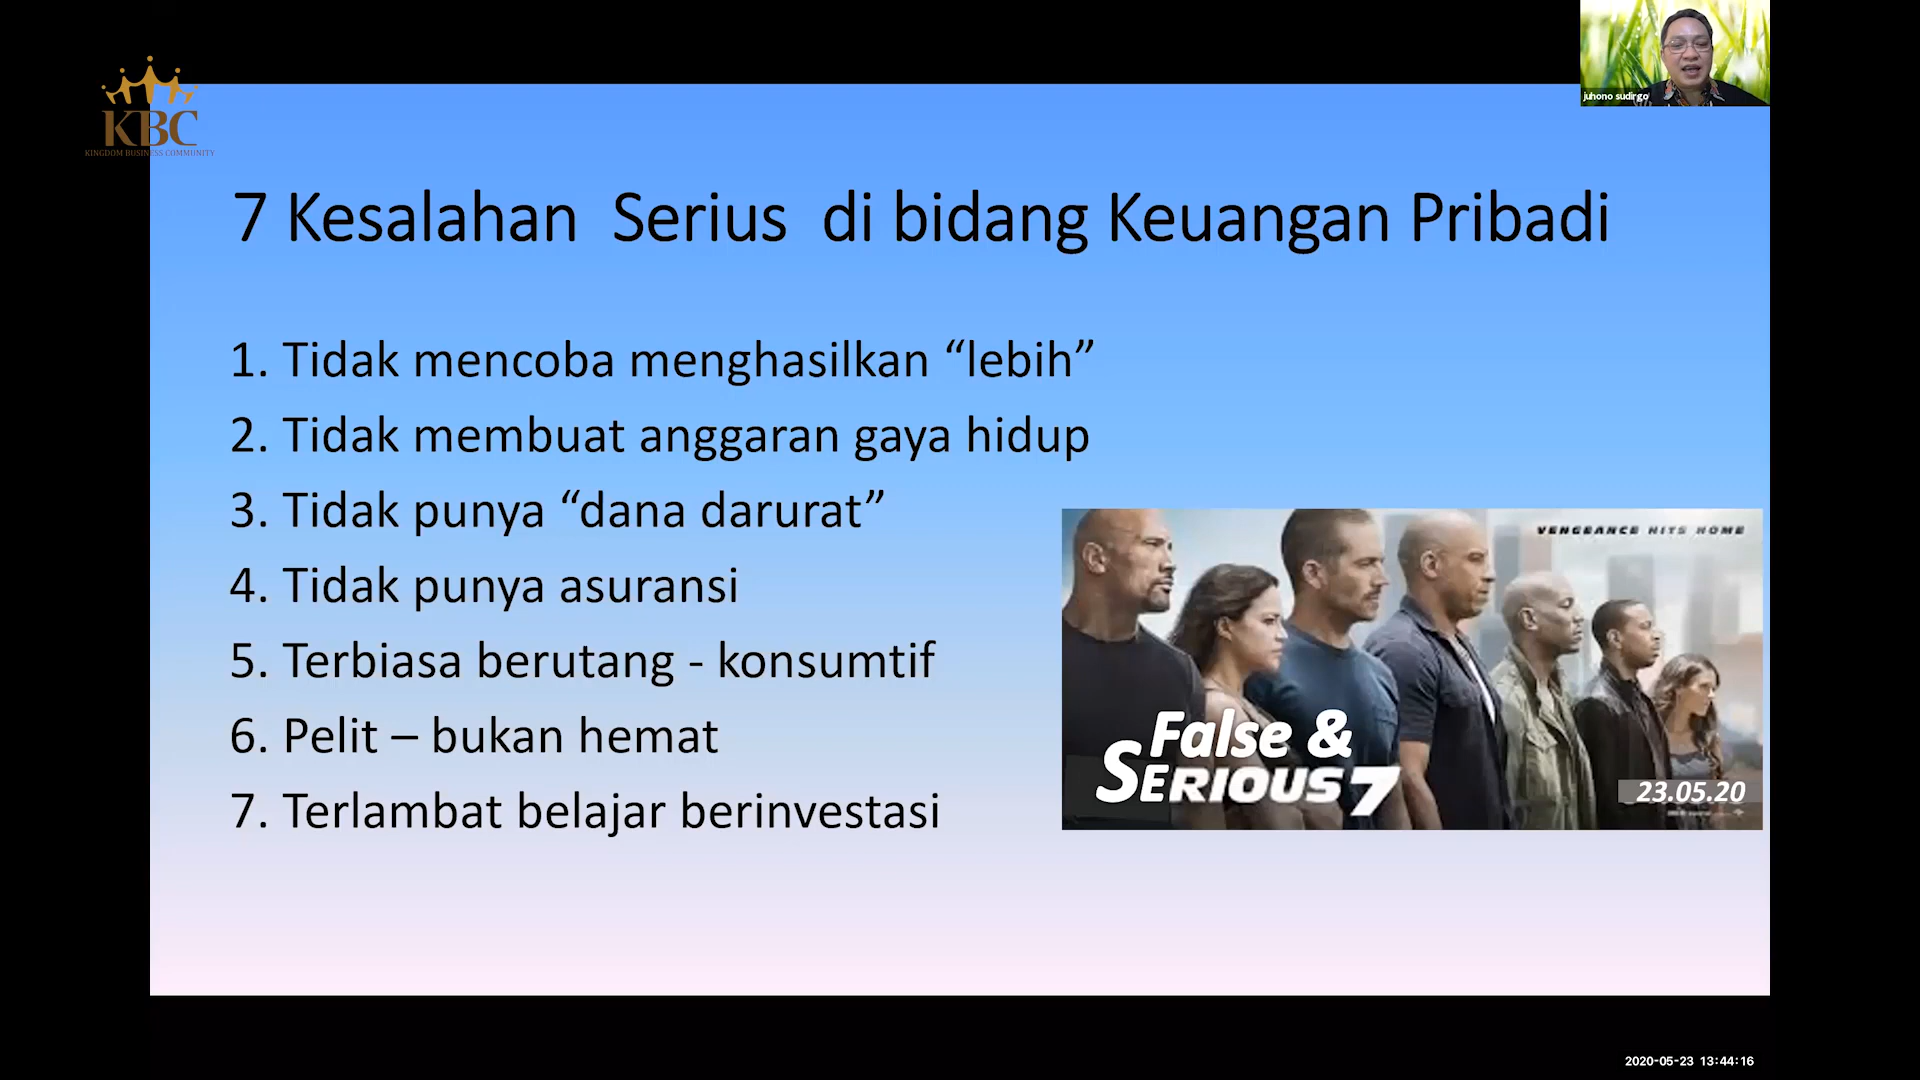 KBC
KINGDOM BUSINESS COMMUNITY
juhono sudirgo
7 Kesalahan Serius di bidang Keuangan Pribadi
1. Tidak mencoba menghasilkan “lebih”
2. Tidak membuat anggaran gaya hidup
3. Tidak punya “dana darurat”
4. Tidak punya asuransi
5. Terbiasa berutang - konsumtif
6. Pelit – bukan hemat
7. Terlambat belajar berinvestasi
VENGEANCE HITS HOME
False &
SERIOUS 7
23.05.20
2020-05-23 13:44:16